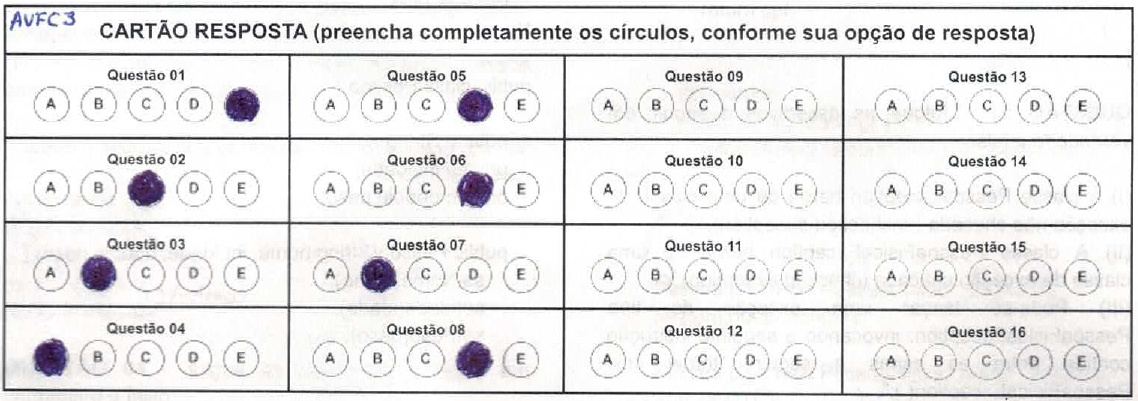 AVFC3
CARTÃO RESPOSTA (preencha completamente os círculos, conforme sua opção de resposta)
Questão 01
A B C D
Questão 05
A B C E
Questão 09
A B C D E
Questão 13
A B C D E
Questão 02
A B D E
Questão 06
A B C E
Questão 10
A B C D E
Questão 14
A B C D E
Questão 03
A C D E
Questão 07
A C D E
Questão 11
A B C D E
Questão 15
A B C D E
Questão 04
B C D E
Questão 08
A B C E
Questão 12
A B C D E
Questão 16
A B C D E